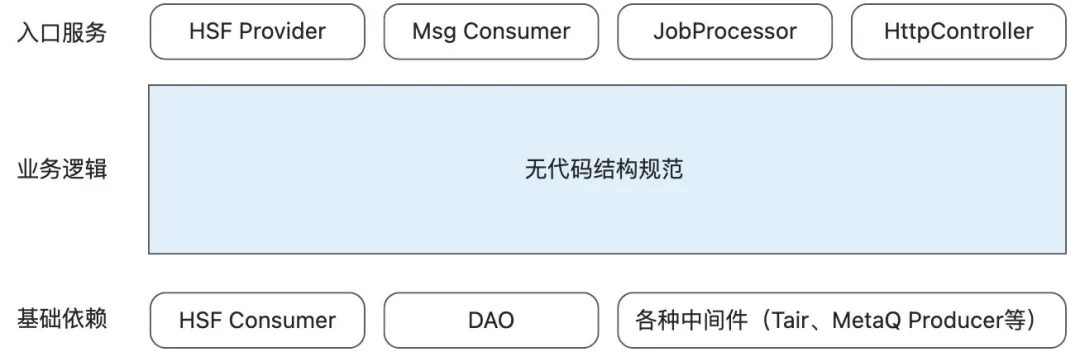 入口服务 HSF Provider Msg Consumer JobProcessor HttpController
业务逻辑 无代码结构规范
基础依赖 HSF Consumer DAO 各种中间件（Tair、MetaQ Producer等）